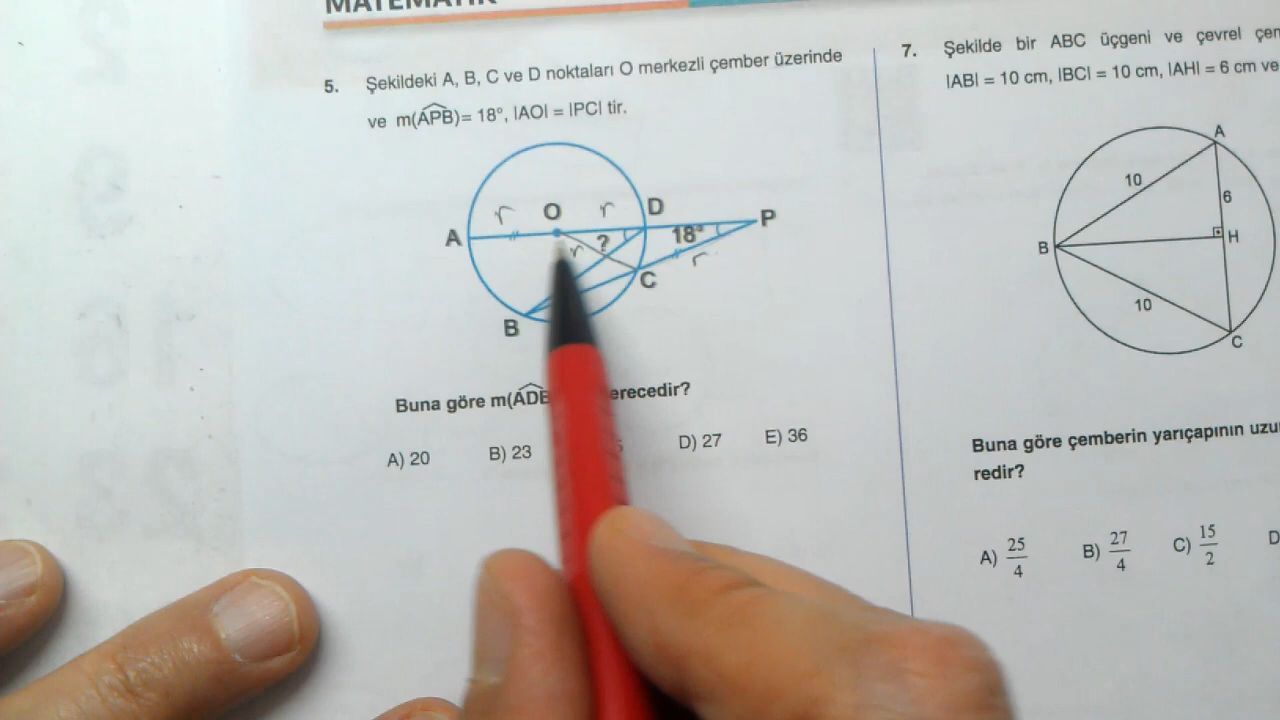 MATEMATİK
5. Şekildeki A, B, C ve D noktaları O merkezli çember üzerinde
ve m(APB)= 18°, |AO| = |PC| tir.
r O r D
A ? 18° P
r r
C
B
Buna göre m(ADB erecedir?
A) 20 B) 23 D) 27 E) 36
7. Şekilde bir ABC üçgeni ve çevrel çem
|AB| = 10 cm, |BC| = 10 cm, |AH| = 6 cm ve
A
10
6
B H
10
C
Buna göre çemberin yarıçapının uzu
redir?
A) 25/4 B) 27/4 C) 15/2 D